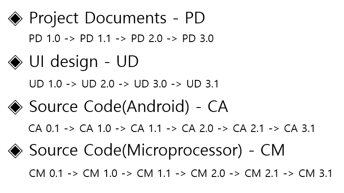 ◈ Project Documents - PD
PD 1.0 -> PD 1.1 -> PD 2.0 -> PD 3.0
◈ UI design - UD
UD 1.0 -> UD 2.0 -> UD 3.0 -> UD 3.1
◈ Source Code(Android) - CA
CA 0.1 -> CA 1.0 -> CA 1.1 -> CA 2.0 -> CA 2.1 -> CA 3.1
◈ Source Code(Microprocessor) - CM
CM 0.1 -> CM 1.0 -> CM 1.1 -> CM 2.0 -> CM 2.1 -> CM 3.1